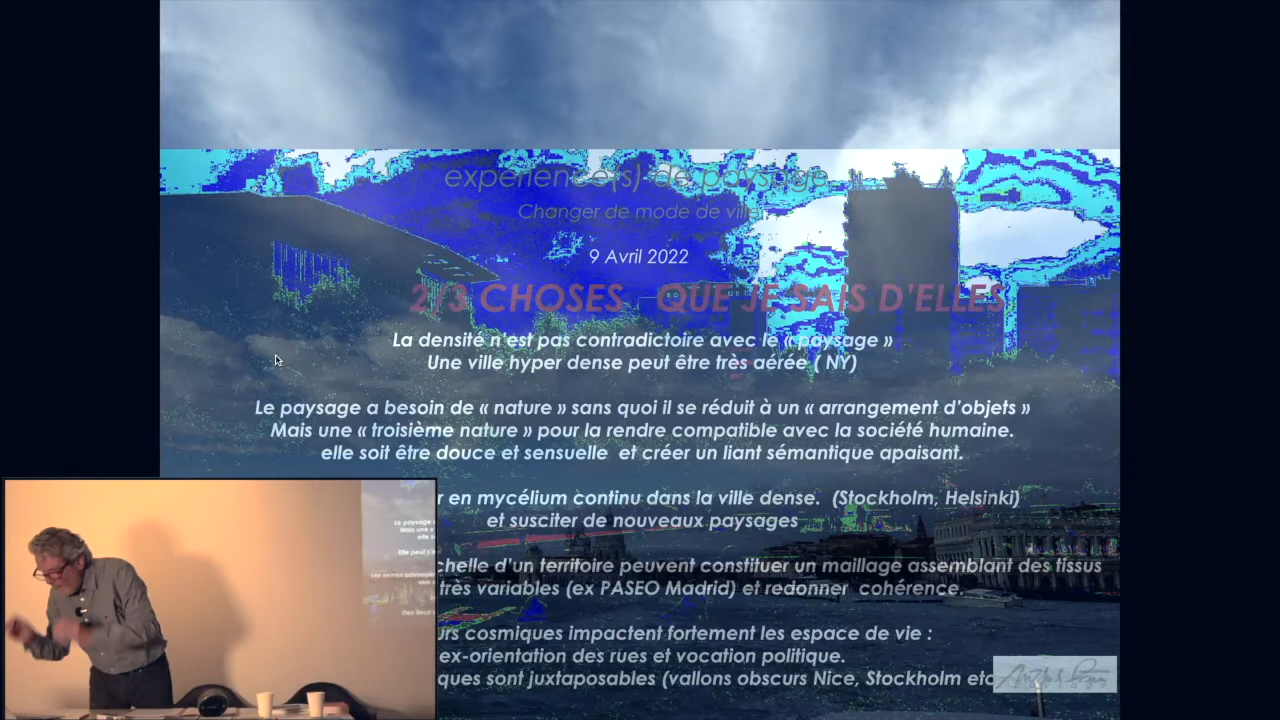 expérience(s) de paysage
Changer de mode de ville
9 Avril 2022
2/3 CHOSES QUE JE SAIS D'ELLES
La densité n'est pas contradictoire avec le « paysage »
Une ville hyper dense peut être très aérée ( NY)
Le paysage a besoin de « nature » sans quoi il se réduit à un « arrangement d'objets »
Mais une « troisième nature » pour la rendre compatible avec la société humaine.
elle soit être douce et sensuelle et créer un liant sémantique apaisant.
r en mycélium continu dans la ville dense. (Stockholm, Helsinki)
et susciter de nouveaux paysages
chelle d'un territoire peuvent constituer un maillage assemblant des tissus
très variables (ex PASEO Madrid) et redonner cohérence.
urs cosmiques impactent fortement les espace de vie :
ex-orientation des rues et vocation politique.
ques sont juxtaposables (vallons obscurs Nice, Stockholm etc